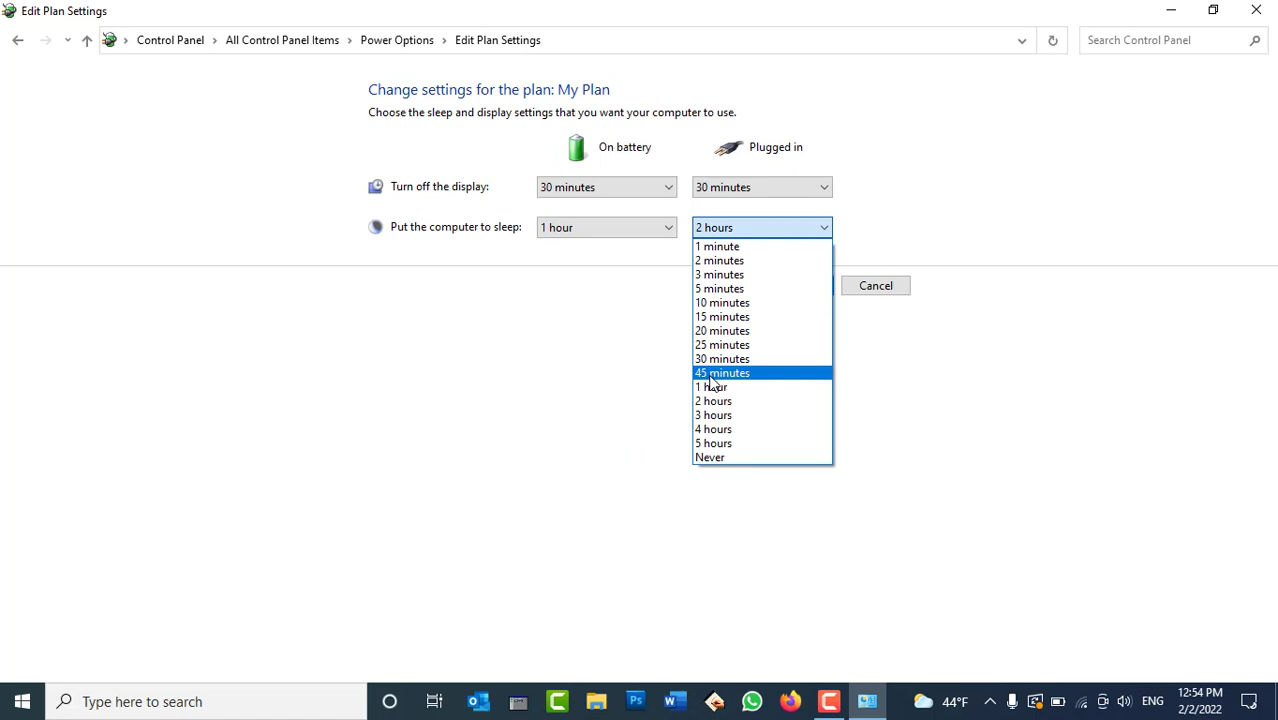 Edit Plan Settings
Control Panel > All Control Panel Items > Power Options > Edit Plan Settings
Search Control Panel
Change settings for the plan: My Plan
Choose the sleep and display settings that you want your computer to use.
On battery Plugged in
Turn off the display: 30 minutes 30 minutes
Put the computer to sleep: 1 hour 2 hours
1 minute
2 minutes
3 minutes
5 minutes
Cancel
10 minutes
15 minutes
20 minutes
25 minutes
30 minutes
45 minutes
1 hour
2 hours
3 hours
4 hours
5 hours
Never
Type here to search
Ps
44°F
ENG
12:54 PM
2/2/2022